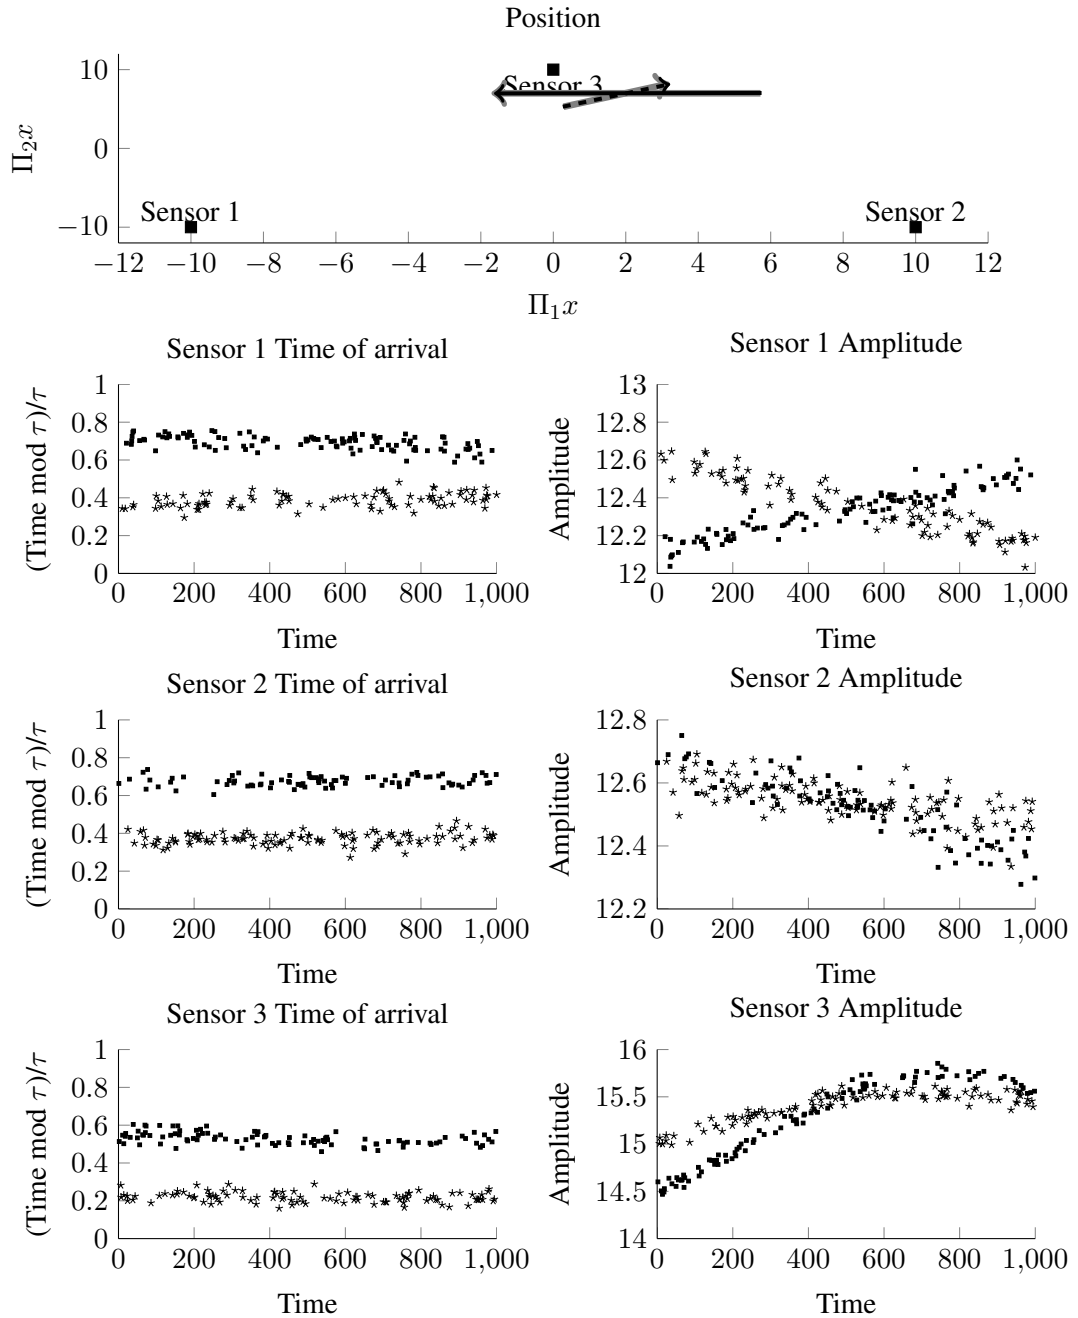 Position
10
Sensor 3
0
Π₂x
Sensor 1
Sensor 2
−10
−12 −10 −8 −6 −4 −2 0 2 4 6 8 10 12
Π₁x
Sensor 1 Time of arrival
1
0.8
0.6
0.4
0.2
0
(Time mod τ)/τ
0 200 400 600 800 1,000
Time
Sensor 1 Amplitude
13
12.8
12.6
12.4
12.2
12
Amplitude
0 200 400 600 800 1,000
Time
Sensor 2 Time of arrival
1
0.8
0.6
0.4
0.2
0
(Time mod τ)/τ
0 200 400 600 800 1,000
Time
Sensor 2 Amplitude
12.8
12.6
12.4
12.2
Amplitude
0 200 400 600 800 1,000
Time
Sensor 3 Time of arrival
1
0.8
0.6
0.4
0.2
0
(Time mod τ)/τ
0 200 400 600 800 1,000
Time
Sensor 3 Amplitude
16
15.5
15
14.5
14
Amplitude
0 200 400 600 800 1,000
Time